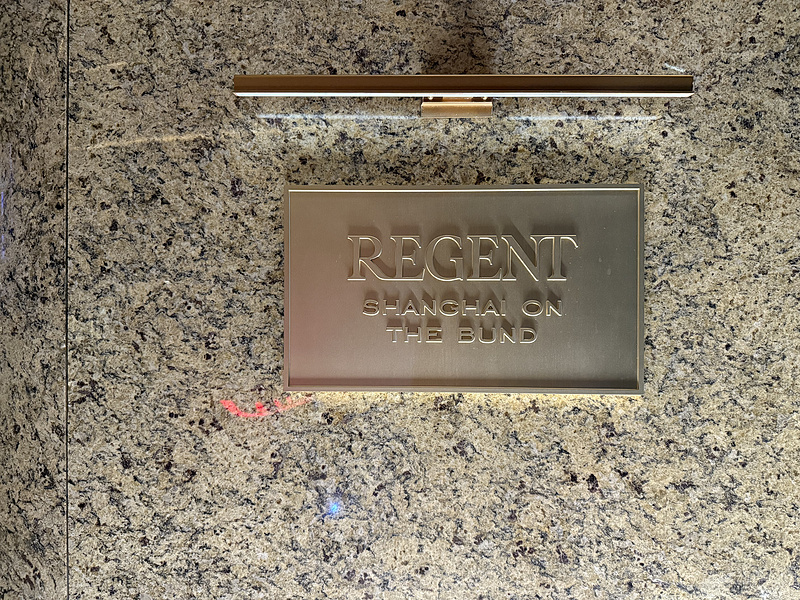 REGENT
SHANGHAI ON
THE BUND